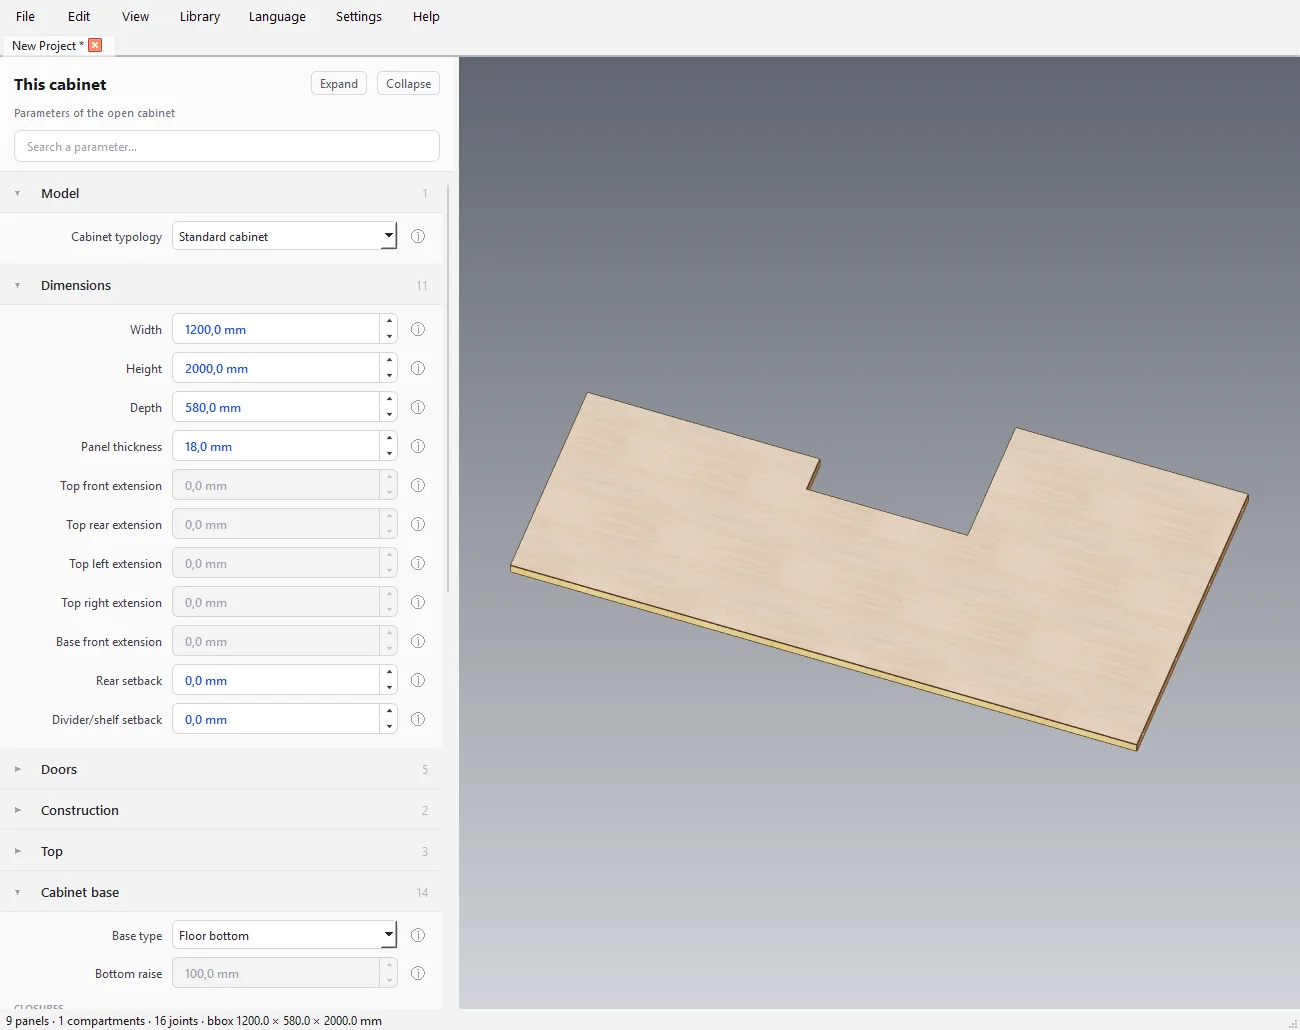 File Edit View Library Language Settings Help
New Project *
This cabinet Expand Collapse
Parameters of the open cabinet
Search a parameter...
Model 1
Cabinet typology Standard cabinet
Dimensions 11
Width 1200,0 mm
Height 2000,0 mm
Depth 580,0 mm
Panel thickness 18,0 mm
Top front extension 0,0 mm
Top rear extension 0,0 mm
Top left extension 0,0 mm
Top right extension 0,0 mm
Base front extension 0,0 mm
Rear setback 0,0 mm
Divider/shelf setback 0,0 mm
Doors 5
Construction 2
Top 3
Cabinet base 14
Base type Floor bottom
Bottom raise 100,0 mm
CLOSURES
9 panels · 1 compartments · 16 joints · bbox 1200.0 × 580.0 × 2000.0 mm